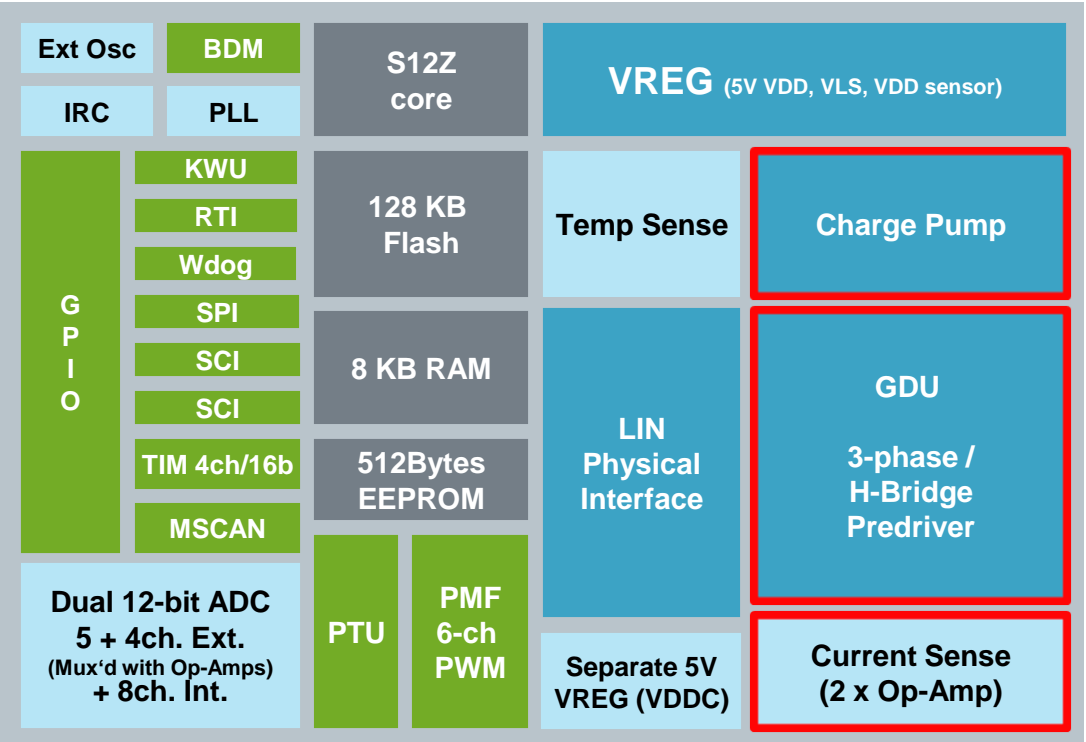 Ext Osc
BDM
IRC
PLL
S12Z
core
VREG (5V VDD, VLS, VDD sensor)
G
P
I
O
KWU
RTI
Wdog
SPI
SCI
SCI
TIM 4ch/16b
MSCAN
128 KB
Flash
8 KB RAM
512Bytes
EEPROM
Temp Sense
Charge Pump
LIN
Physical
Interface
GDU
3-phase /
H-Bridge
Predriver
Dual 12-bit ADC
5 + 4ch. Ext.
(Mux‘d with Op-Amps)
+ 8ch. Int.
PTU
PMF
6-ch
PWM
Separate 5V
VREG (VDDC)
Current Sense
(2 x Op-Amp)